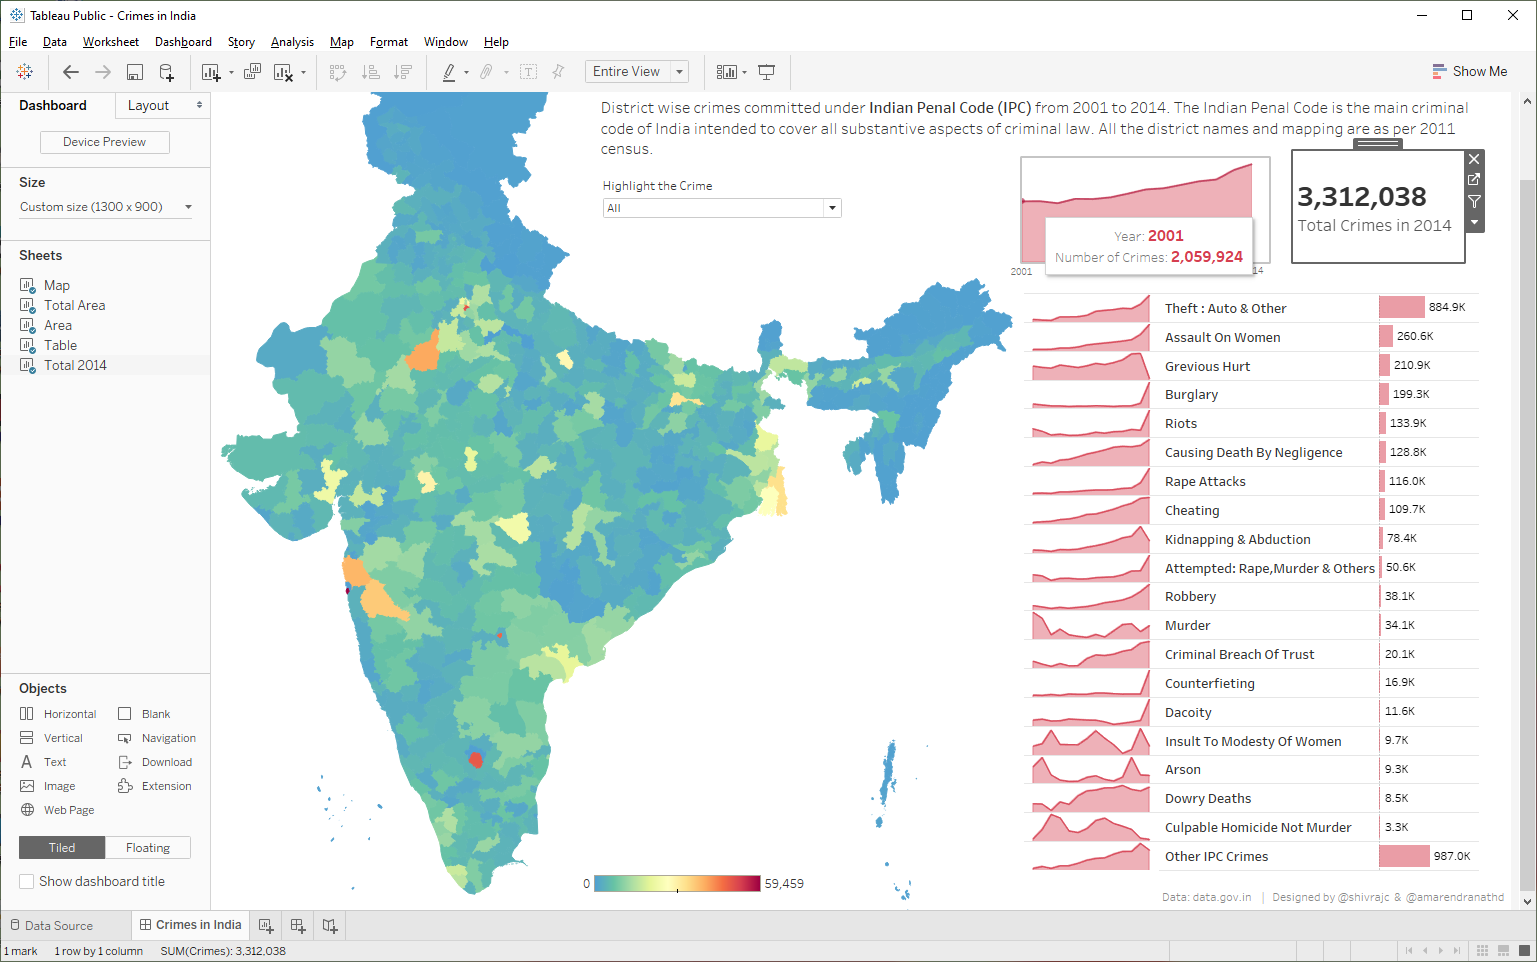 Tableau Public - Crimes in India
File Data Worksheet Dashboard Story Analysis Map Format Window Help
Entire View
Show Me
Dashboard
Layout
Device Preview
Size
Custom size (1300 x 900)
Sheets
Map
Total Area
Area
Table
Total 2014
Objects
Horizontal
Blank
Vertical
Navigation
Text
Download
Image
Extension
Web Page
Tiled
Floating
Show dashboard title
District wise crimes committed under Indian Penal Code (IPC) from 2001 to 2014. The Indian Penal Code is the main criminal
code of India intended to cover all substantive aspects of criminal law. All the district names and mapping are as per 2011
census.
Highlight the Crime
All
Year: 2001
Number of Crimes: 2,059,924
2001
14
3,312,038
Total Crimes in 2014
Theft : Auto & Other 884.9K
Assault On Women 260.6K
Grevious Hurt 210.9K
Burglary 199.3K
Riots 133.9K
Causing Death By Negligence 128.8K
Rape Attacks 116.0K
Cheating 109.7K
Kidnapping & Abduction 78.4K
Attempted: Rape,Murder & Others 50.6K
Robbery 38.1K
Murder 34.1K
Criminal Breach Of Trust 20.1K
Counterfieting 16.9K
Dacoity 11.6K
Insult To Modesty Of Women 9.7K
Arson 9.3K
Dowry Deaths 8.5K
Culpable Homicide Not Murder 3.3K
Other IPC Crimes 987.0K
0
59,459
Data: data.gov.in | Designed by @shivrajc & @amarendranathd
Data Source
Crimes in India
1 mark 1 row by 1 column SUM(Crimes): 3,312,038